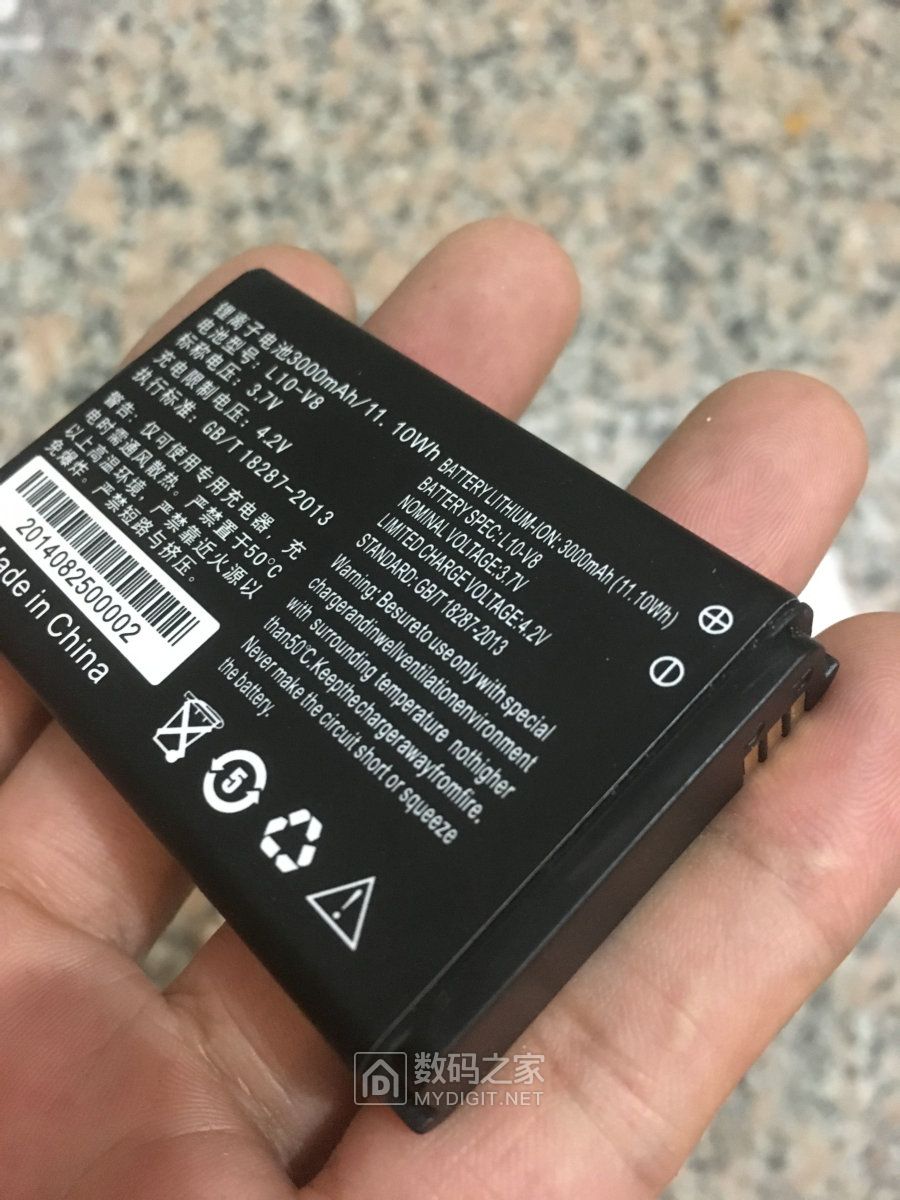 锂离子电池3000mAh/11.10Wh
电池型号: L10-V8
标称电压: 3.7V
充电限制电压: 4.2V
执行标准: GB/T18287-2013
警告: 仅可使用专用充电器，充
电时需通风散热。严禁置于50℃
以上高温环境，严禁靠近火源以
免爆炸。严禁短路与挤压。
2014082500002
Made in China
BATTERYLITHIUM-ION:3000mAh(11.10Wh)
BATTERY SPEC:L10-V8
NOMINAL VOLTAGE:3.7V
LIMITED CHARGE VOLTAGE:4.2V
STANDARD: GB/T 18287-2013
Warning: Besuretouseonlywith special
chargerandinwellventilationenvironment
with surrounding temperature nothigher
than50℃.Keepthechargerawayfromfire.
Never make the circuit short or squeeze
the battery.
5
数码之家
MYDIGIT.NET